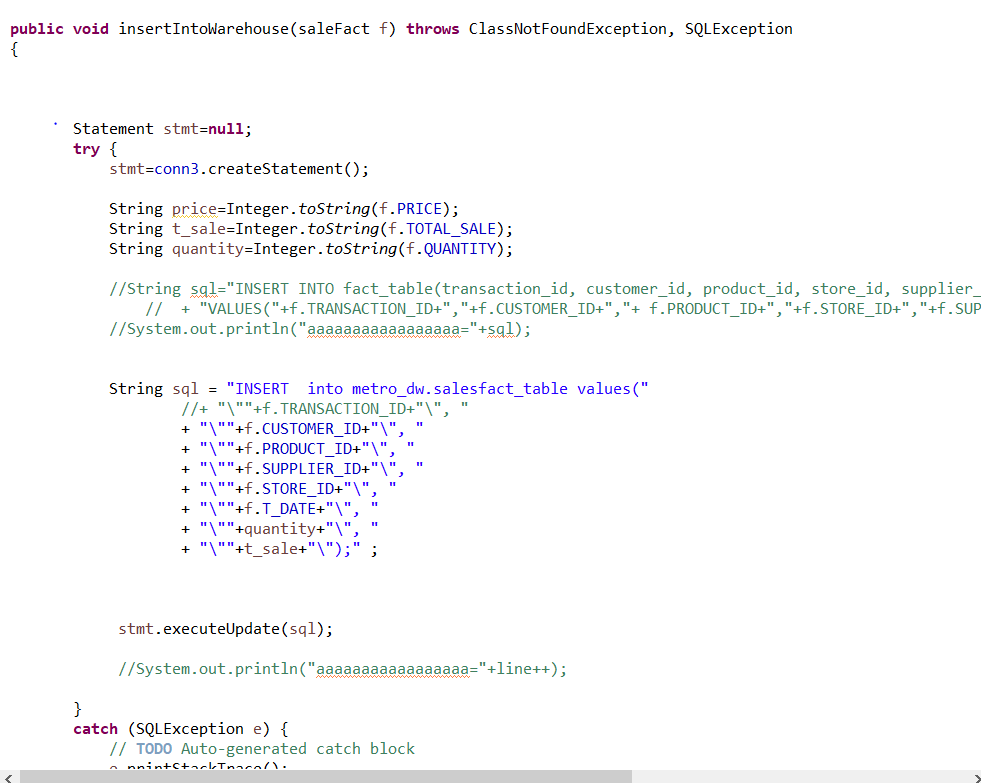 public void insertIntoWarehouse(saleFact f) throws ClassNotFoundException, SQLException
{
Statement stmt=null;
try {
stmt=conn3.createStatement();
String price=Integer.toString(f.PRICE);
String t_sale=Integer.toString(f.TOTAL_SALE);
String quantity=Integer.toString(f.QUANTITY);
//String sql="INSERT INTO fact_table(transaction_id, customer_id, product_id, store_id, supplier_
// + "VALUES("+f.TRANSACTION_ID+","+f.CUSTOMER_ID+","+ f.PRODUCT_ID+","+f.STORE_ID+","+f.SUP
//System.out.println("aaaaaaaaaaaaaaaaa="+sql);
String sql = "INSERT  into metro_dw.salesfact_table values("
//+ "\""+f.TRANSACTION_ID+"\", "
+ "\""+f.CUSTOMER_ID+"\", "
+ "\""+f.PRODUCT_ID+"\", "
+ "\""+f.SUPPLIER_ID+"\", "
+ "\""+f.STORE_ID+"\", "
+ "\""+f.T_DATE+"\", "
+ "\""+quantity+"\", "
+ "\""+t_sale+"\");" ;
stmt.executeUpdate(sql);
//System.out.println("aaaaaaaaaaaaaaaaa="+line++);
}
catch (SQLException e) {
// TODO Auto-generated catch block
e.printStackTrace();